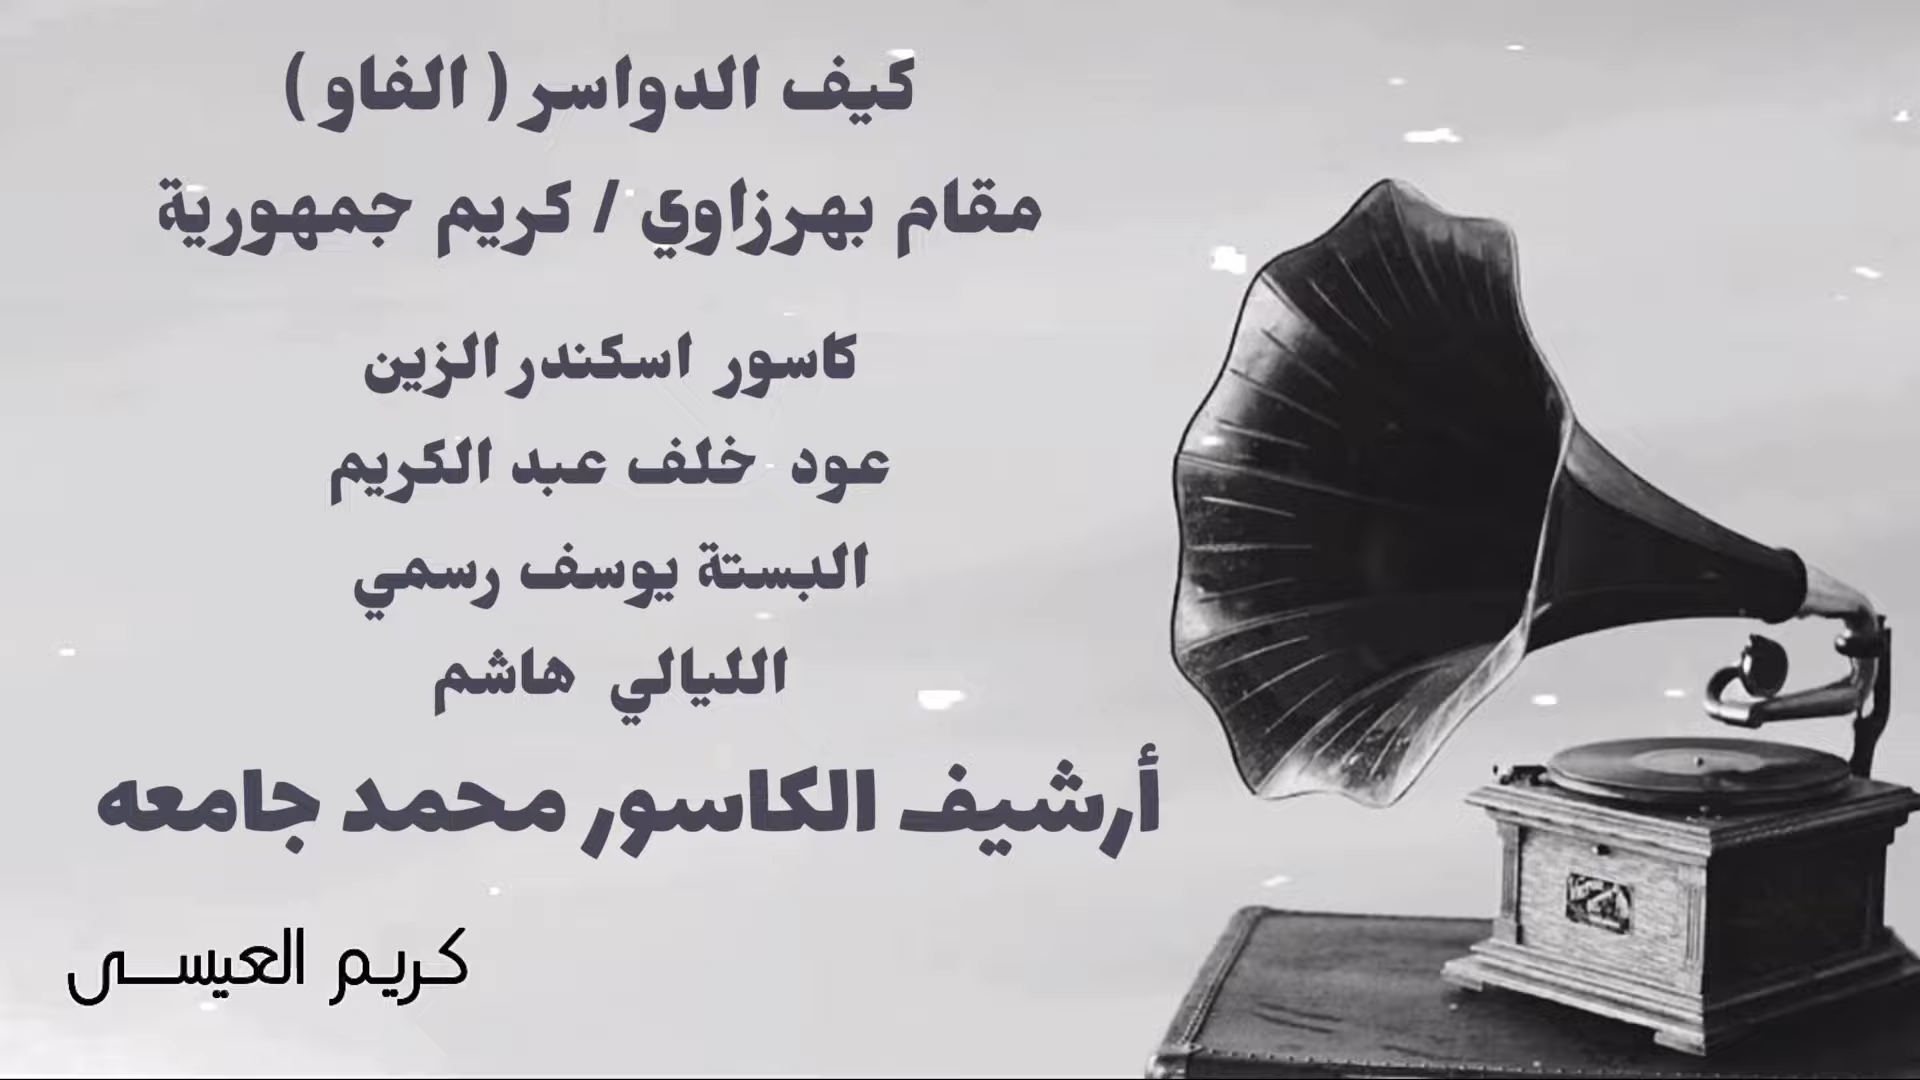 كيف الدواسر ( الفاو )
مقام بهرزاوي / كريم جمهورية
كاسور اسكندر الزين
عود خلف عبد الكريم
البستة يوسف رسمي
الليالي هاشم
أرشيف الكاسور محمد جامعه
كريم العيسى